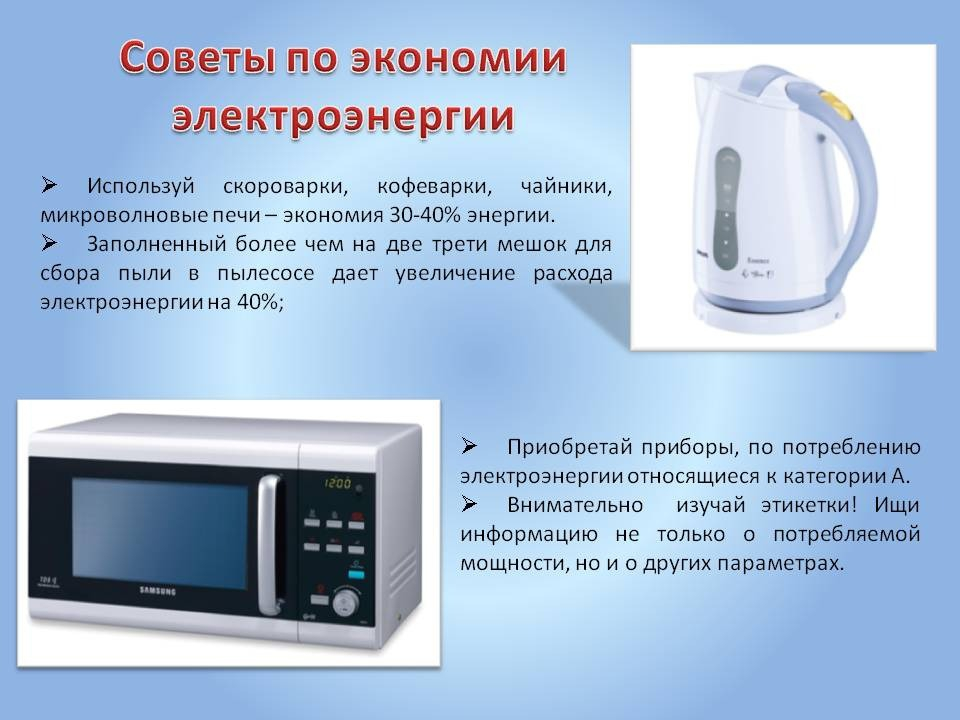 Советы по экономии
электроэнергии
➢ Используй скороварки, кофеварки, чайники,
микроволновые печи – экономия 30-40% энергии.
➢ Заполненный более чем на две трети мешок для
сбора пыли в пылесосе дает увеличение расхода
электроэнергии на 40%;
12:00
SAMSUNG
➢ Приобретай приборы, по потреблению
электроэнергии относящиеся к категории А.
➢ Внимательно изучай этикетки! Ищи
информацию не только о потребляемой
мощности, но и о других параметрах.